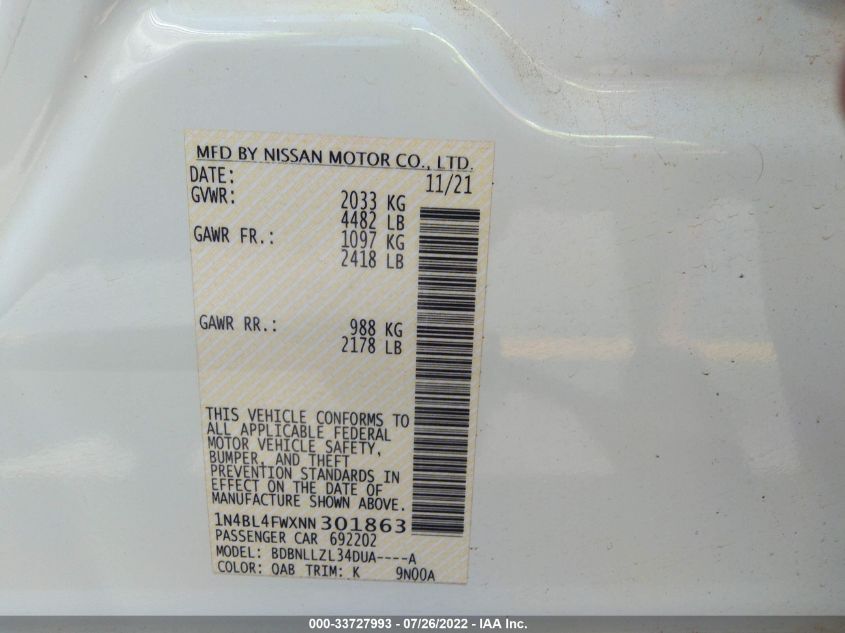 MFD BY NISSAN MOTOR CO., LTD.
DATE: 11/21
GVWR: 2033 KG
4482 LB
GAWR FR.: 1097 KG
2418 LB
GAWR RR.: 988 KG
2178 LB
THIS VEHICLE CONFORMS TO
ALL APPLICABLE FEDERAL
MOTOR VEHICLE SAFETY,
BUMPER, AND THEFT
PREVENTION STANDARDS IN
EFFECT ON THE DATE OF
MANUFACTURE SHOWN ABOVE.
1N4BL4FWXNN301863
PASSENGER CAR 692202
MODEL: BDBNLLZL34DUA----A
COLOR: QAB TRIM: K 9N00A
000-33727993 - 07/26/2022 - IAA Inc.